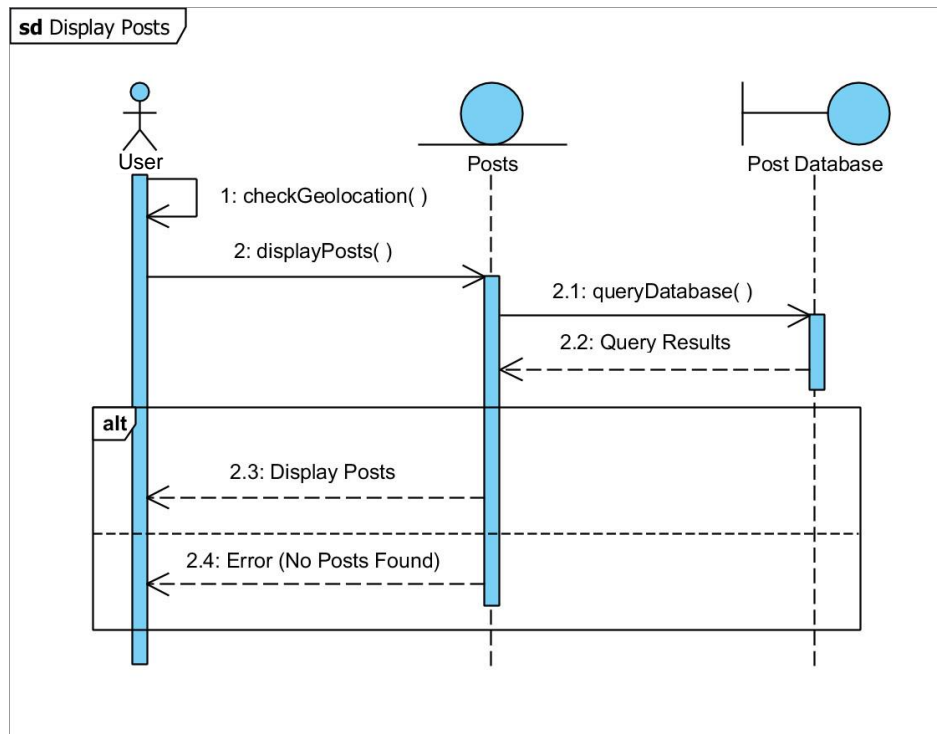 sd Display Posts
User
Posts
Post Database
1: checkGeolocation( )
2: displayPosts( )
2.1: queryDatabase( )
2.2: Query Results
alt
2.3: Display Posts
2.4: Error (No Posts Found)